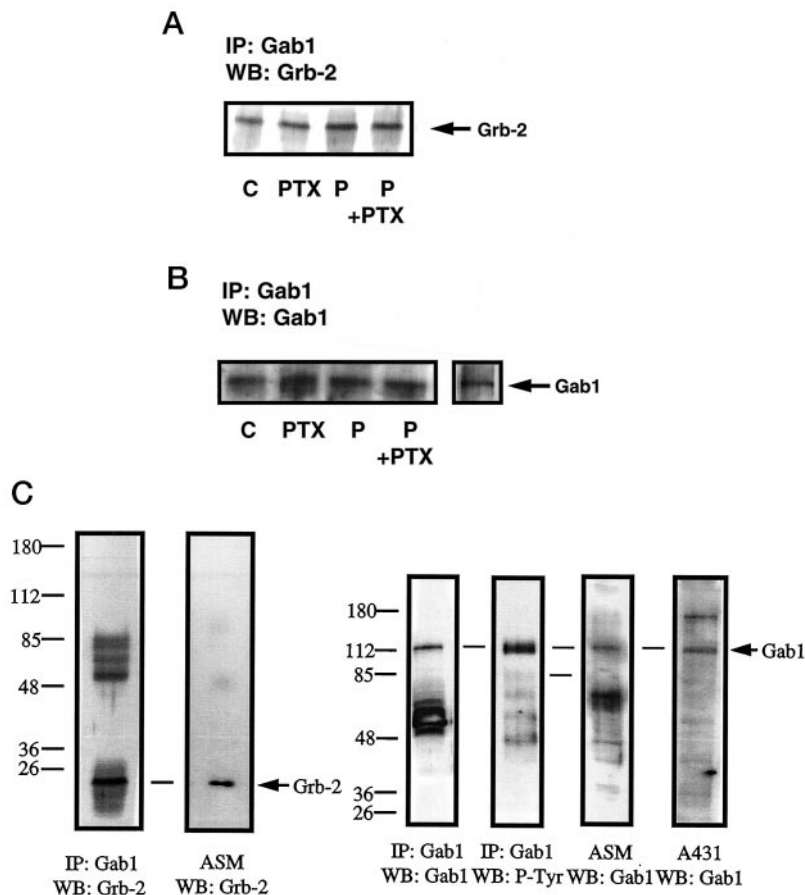 A
IP: Gab1
WB: Grb-2
Grb-2
C PTX P P
+PTX
B
IP: Gab1
WB: Gab1
Gab1
C PTX P P
+PTX
C
180
112
85
48
36
26
Grb-2
IP: Gab1 ASM
WB: Grb-2 WB: Grb-2
180
112
85
48
36
26
Gab1
IP: Gab1 IP: Gab1 ASM A431
WB: Gab1 WB: P-Tyr WB: Gab1 WB: Gab1